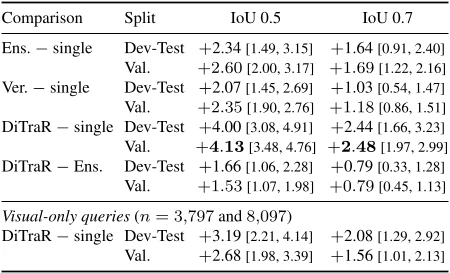 Comparison Split IoU 0.5 IoU 0.7
Ens. − single Dev-Test +2.34 [1.49, 3.15] +1.64 [0.91, 2.40]
Val. +2.60 [2.00, 3.17] +1.69 [1.22, 2.16]
Ver. − single Dev-Test +2.07 [1.45, 2.69] +1.03 [0.54, 1.47]
Val. +2.35 [1.90, 2.76] +1.18 [0.86, 1.51]
DiTraR − single Dev-Test +4.00 [3.08, 4.91] +2.44 [1.66, 3.23]
Val. +4.13 [3.48, 4.76] +2.48 [1.97, 2.99]
DiTraR − Ens. Dev-Test +1.66 [1.06, 2.28] +0.79 [0.33, 1.28]
Val. +1.53 [1.07, 1.98] +0.79 [0.45, 1.13]
Visual-only queries (n = 3,797 and 8,097)
DiTraR − single Dev-Test +3.19 [2.21, 4.14] +2.08 [1.29, 2.92]
Val. +2.68 [1.98, 3.39] +1.56 [1.01, 2.13]